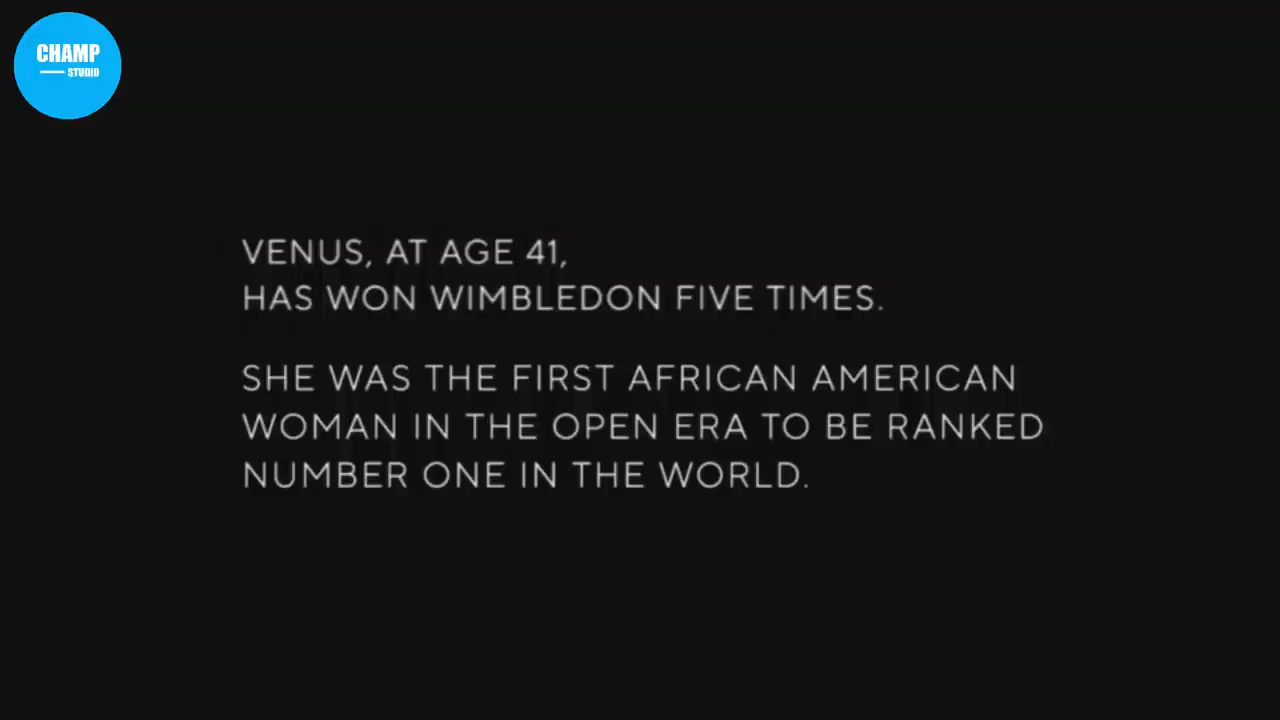 CHAMP
STUDIO
VENUS, AT AGE 41,
HAS WON WIMBLEDON FIVE TIMES.
SHE WAS THE FIRST AFRICAN AMERICAN
WOMAN IN THE OPEN ERA TO BE RANKED
NUMBER ONE IN THE WORLD.